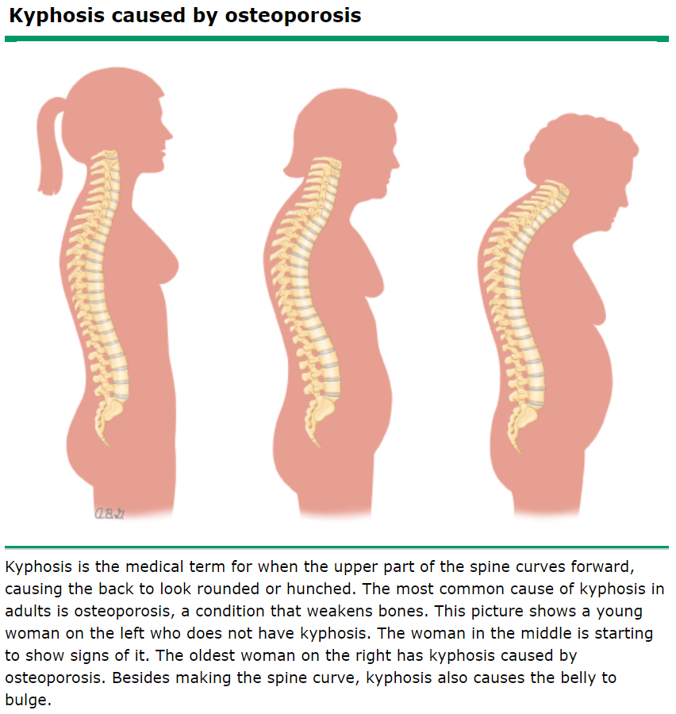 Kyphosis caused by osteoporosis
Kyphosis is the medical term for when the upper part of the spine curves forward,
causing the back to look rounded or hunched. The most common cause of kyphosis in
adults is osteoporosis, a condition that weakens bones. This picture shows a young
woman on the left who does not have kyphosis. The woman in the middle is starting
to show signs of it. The oldest woman on the right has kyphosis caused by
osteoporosis. Besides making the spine curve, kyphosis also causes the belly to
bulge.